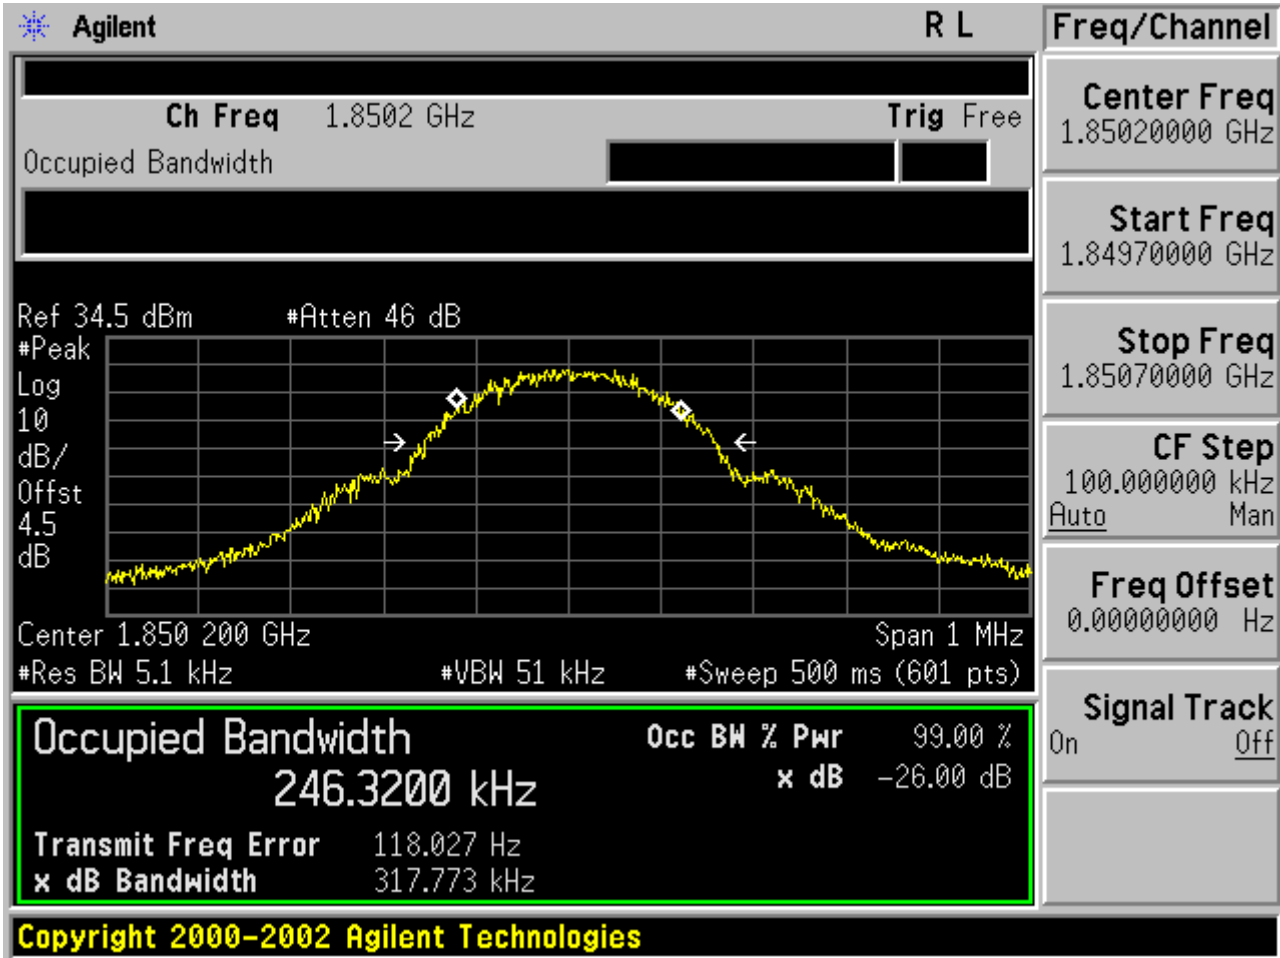 Agilent R L Freq/Channel
Ch Freq 1.8502 GHz Trig Free
Occupied Bandwidth
Center Freq
1.85020000 GHz
Start Freq
1.84970000 GHz
Stop Freq
1.85070000 GHz
CF Step
100.000000 kHz
Auto Man
Freq Offset
0.00000000 Hz
Signal Track
On Off
Ref 34.5 dBm #Atten 46 dB
#Peak
Log
10
dB/
Offst
4.5
dB
Center 1.850 200 GHz Span 1 MHz
#Res BW 5.1 kHz #VBW 51 kHz #Sweep 500 ms (601 pts)
Occupied Bandwidth Occ BW % Pwr 99.00 %
246.3200 kHz x dB -26.00 dB
Transmit Freq Error 118.027 Hz
x dB Bandwidth 317.773 kHz
Copyright 2000-2002 Agilent Technologies